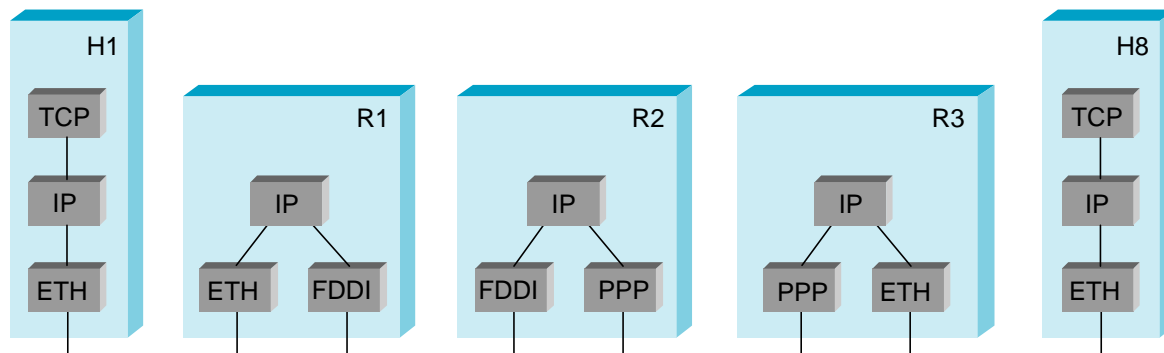 H1
TCP
IP
ETH
R1
IP
ETH FDDI
R2
IP
FDDI PPP
R3
IP
PPP ETH
H8
TCP
IP
ETH